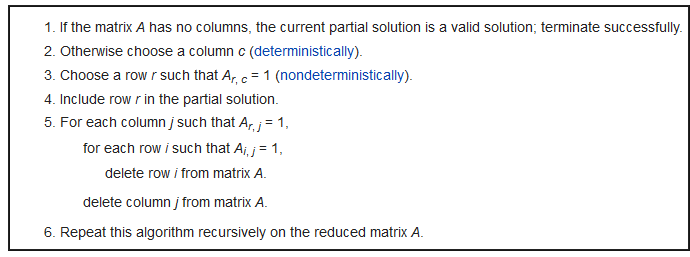 1. If the matrix A has no columns, the current partial solution is a valid solution; terminate successfully.
2. Otherwise choose a column c (deterministically).
3. Choose a row r such that Ar, c = 1 (nondeterministically).
4. Include row r in the partial solution.
5. For each column j such that Ar, j = 1,
for each row i such that Ai, j = 1,
delete row i from matrix A.
delete column j from matrix A.
6. Repeat this algorithm recursively on the reduced matrix A.